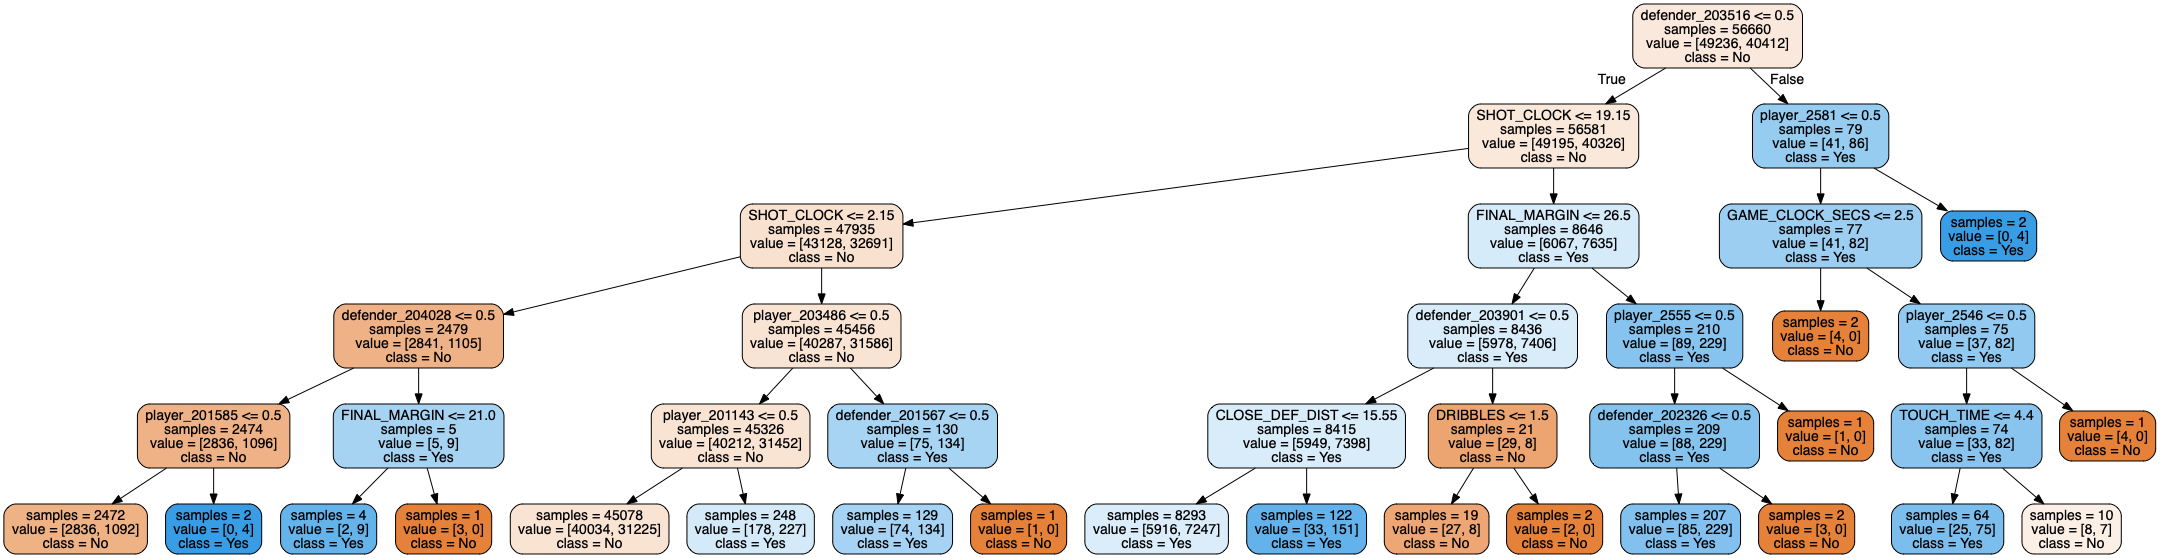 defender_203516 <= 0.5
samples = 56660
value = [49236, 40412]
class = No
True
False
SHOT_CLOCK <= 19.15
samples = 56581
value = [49195, 40326]
class = No
player_2581 <= 0.5
samples = 79
value = [41, 86]
class = Yes
SHOT_CLOCK <= 2.15
samples = 47935
value = [43128, 32691]
class = No
FINAL_MARGIN <= 26.5
samples = 8646
value = [6067, 7635]
class = Yes
GAME_CLOCK_SECS <= 2.5
samples = 77
value = [41, 82]
class = Yes
samples = 2
value = [0, 4]
class = Yes
defender_204028 <= 0.5
samples = 2479
value = [2841, 1105]
class = No
player_203486 <= 0.5
samples = 45456
value = [40287, 31586]
class = No
defender_203901 <= 0.5
samples = 8436
value = [5978, 7406]
class = Yes
player_2555 <= 0.5
samples = 210
value = [89, 229]
class = Yes
samples = 2
value = [4, 0]
class = No
player_2546 <= 0.5
samples = 75
value = [37, 82]
class = Yes
player_201585 <= 0.5
samples = 2474
value = [2836, 1096]
class = No
FINAL_MARGIN <= 21.0
samples = 5
value = [5, 9]
class = Yes
player_201143 <= 0.5
samples = 45326
value = [40212, 31452]
class = No
defender_201567 <= 0.5
samples = 130
value = [75, 134]
class = Yes
CLOSE_DEF_DIST <= 15.55
samples = 8415
value = [5949, 7398]
class = Yes
DRIBBLES <= 1.5
samples = 21
value = [29, 8]
class = No
defender_202326 <= 0.5
samples = 209
value = [88, 229]
class = Yes
samples = 1
value = [1, 0]
class = No
TOUCH_TIME <= 4.4
samples = 74
value = [33, 82]
class = Yes
samples = 1
value = [4, 0]
class = No
samples = 2472
value = [2836, 1092]
class = No
samples = 2
value = [0, 4]
class = Yes
samples = 4
value = [2, 9]
class = Yes
samples = 1
value = [3, 0]
class = No
samples = 45078
value = [40034, 31225]
class = No
samples = 248
value = [178, 227]
class = Yes
samples = 129
value = [74, 134]
class = Yes
samples = 1
value = [1, 0]
class = No
samples = 8293
value = [5916, 7247]
class = Yes
samples = 122
value = [33, 151]
class = Yes
samples = 19
value = [27, 8]
class = No
samples = 2
value = [2, 0]
class = No
samples = 207
value = [85, 229]
class = Yes
samples = 2
value = [3, 0]
class = No
samples = 64
value = [25, 75]
class = Yes
samples = 10
value = [8, 7]
class = No